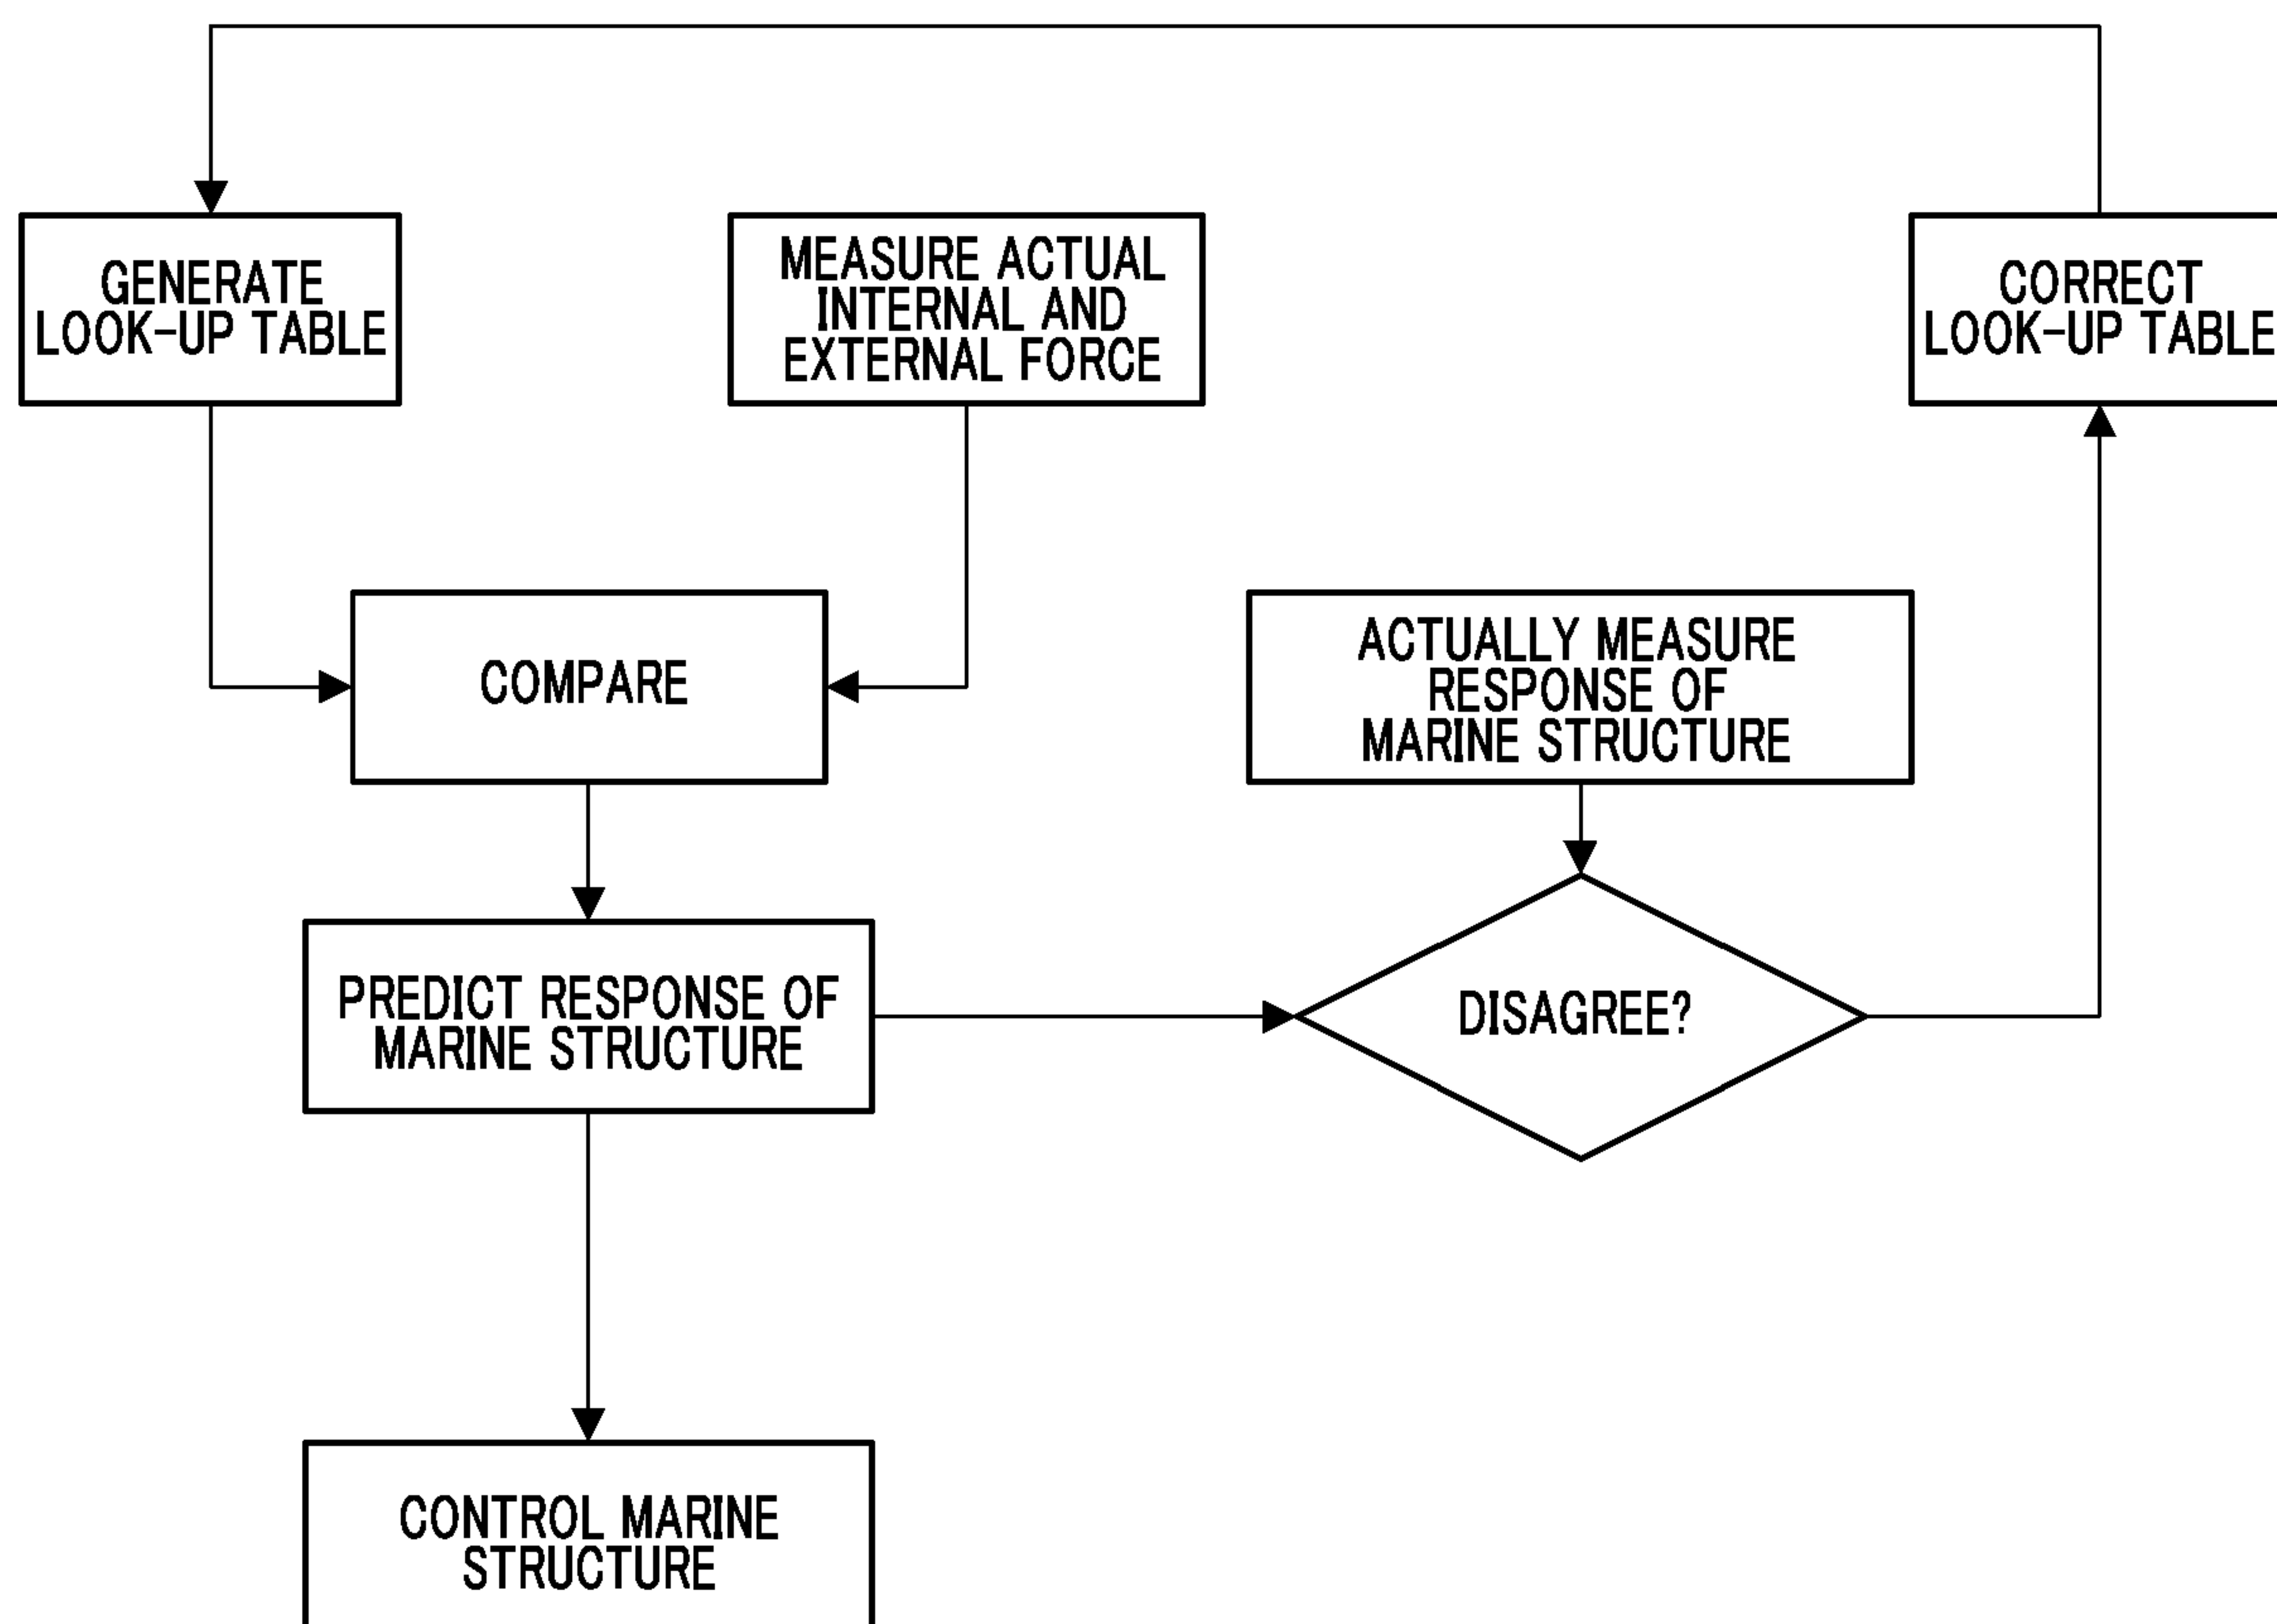 GENERATE
LOOK-UP TABLE
MEASURE ACTUAL
INTERNAL AND
EXTERNAL FORCE
CORRECT
LOOK-UP TABLE
COMPARE
ACTUALLY MEASURE
RESPONSE OF
MARINE STRUCTURE
PREDICT RESPONSE OF
MARINE STRUCTURE
DISAGREE?
CONTROL MARINE
STRUCTURE